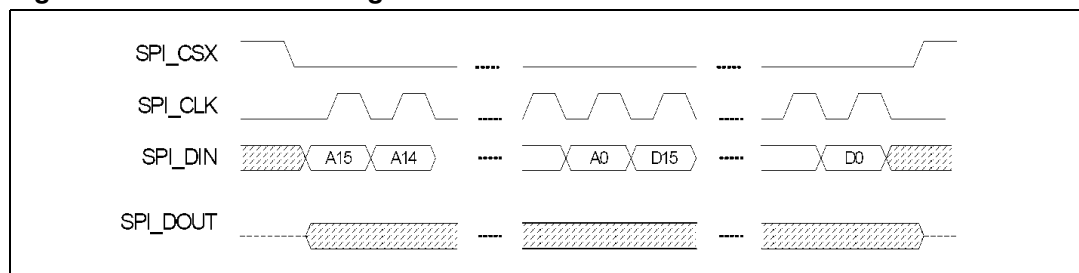 SPI_CSX
SPI_CLK
SPI_DIN A15 A14 A0 D15 D0
SPI_DOUT